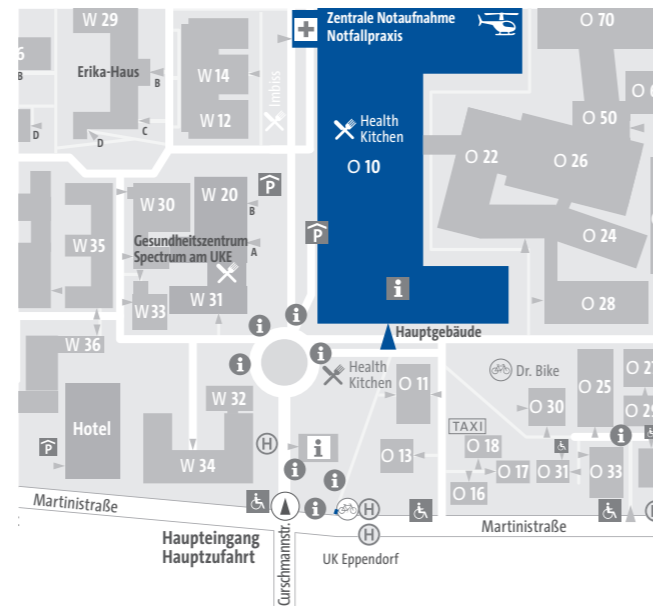 W 29
Zentrale Notaufnahme
Notfallpraxis
O 70
B
Erika-Haus
B
W 14
Imbiss
W 12
C
D
D
Health
Kitchen
O 10
O 50
O 22
O 26
W 30
W 20
P
B
Gesundheitszentrum
Spectrum am UKE
A
P
W 35
O 24
W 33
W 31
i
O 28
i
i
Hauptgebäude
W 36
i
i
Health
Kitchen
O 11
Dr. Bike
O 25
W 32
O 30
Hotel
TAXI
P
H
i
O 13
O 18
i
W 34
i
O 17
O 31
O 33
O 16
i
Martinistraße
i
H
H
Martinistraße
Haupteingang
Hauptzufahrt
UK Eppendorf
Curschmannstr.